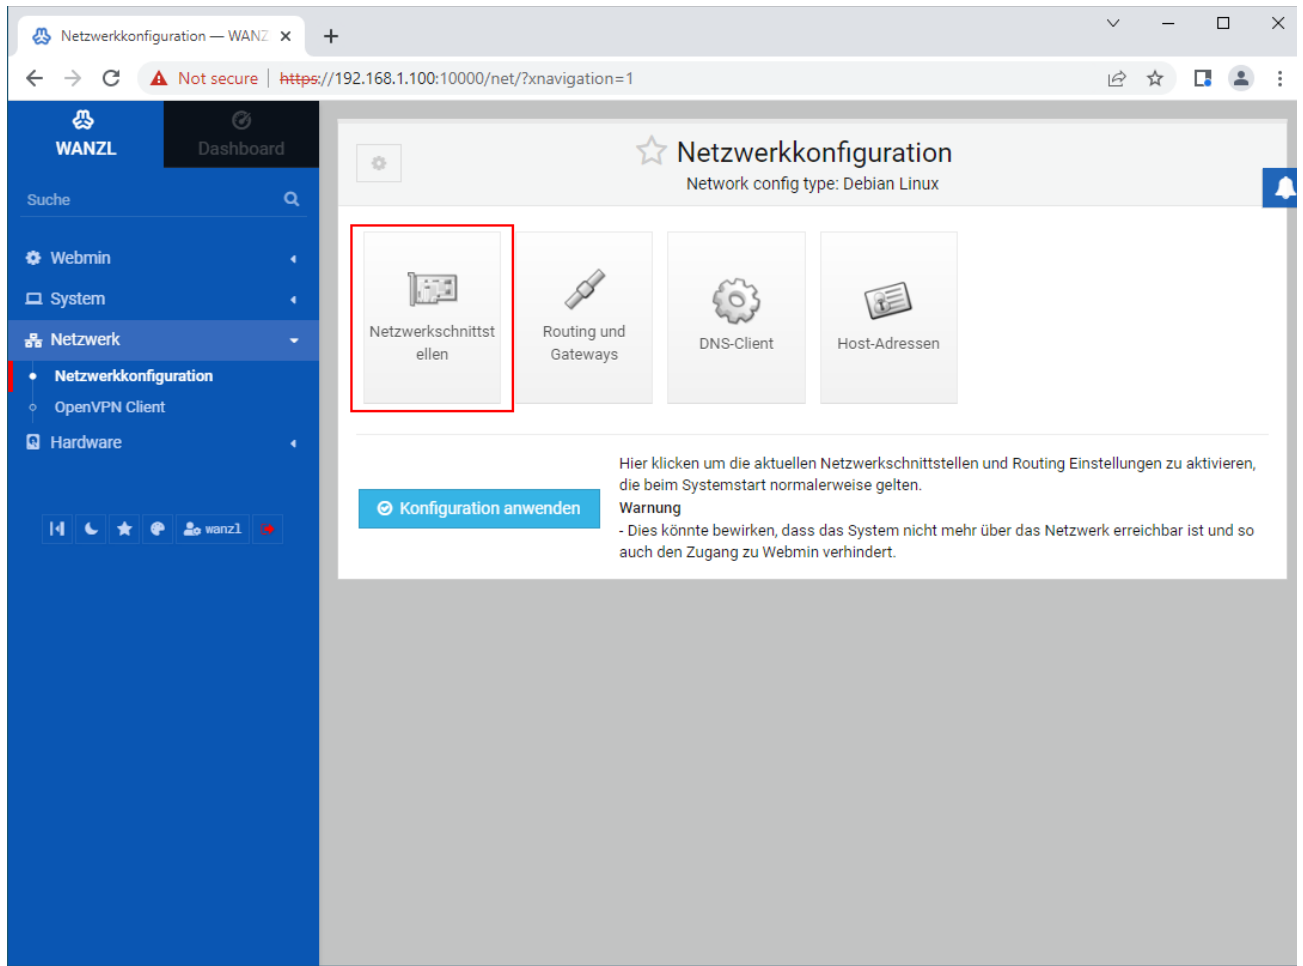 Netzwerkkonfiguration — WANZ
Not secure
https://192.168.1.100:10000/net/?xnavigation=1
WANZL
Dashboard
Suche
Webmin
System
Netzwerk
Netzwerkkonfiguration
OpenVPN Client
Hardware
wanzl
Netzwerkkonfiguration
Network config type: Debian Linux
Netzwerkschnittst
ellen
Routing und
Gateways
DNS-Client
Host-Adressen
Konfiguration anwenden
Hier klicken um die aktuellen Netzwerkschnittstellen und Routing Einstellungen zu aktivieren,
die beim Systemstart normalerweise gelten.
Warnung
- Dies könnte bewirken, dass das System nicht mehr über das Netzwerk erreichbar ist und so
auch den Zugang zu Webmin verhindert.